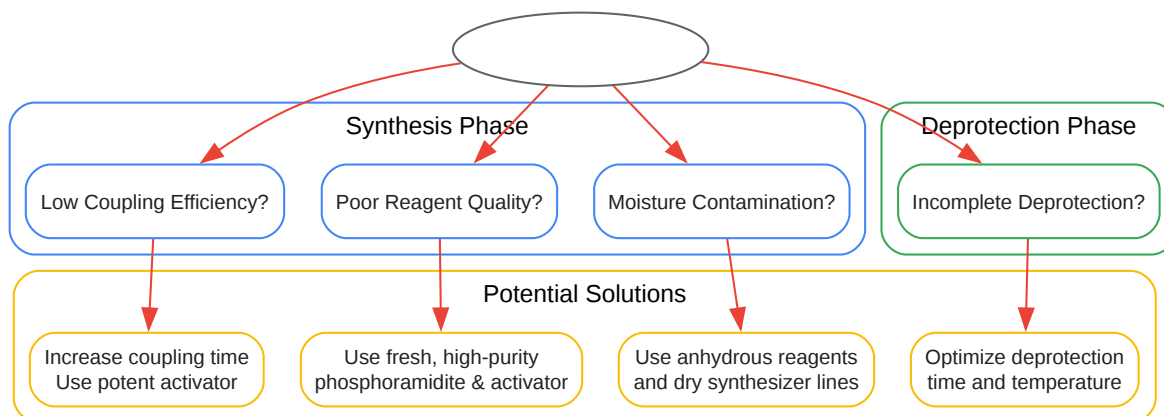 Synthesis Phase
Deprotection Phase
Low Coupling Efficiency?
Poor Reagent Quality?
Moisture Contamination?
Incomplete Deprotection?
Potential Solutions
Increase coupling time
Use potent activator
Use fresh, high-purity
phosphoramidite & activator
Use anhydrous reagents
and dry synthesizer lines
Optimize deprotection
time and temperature